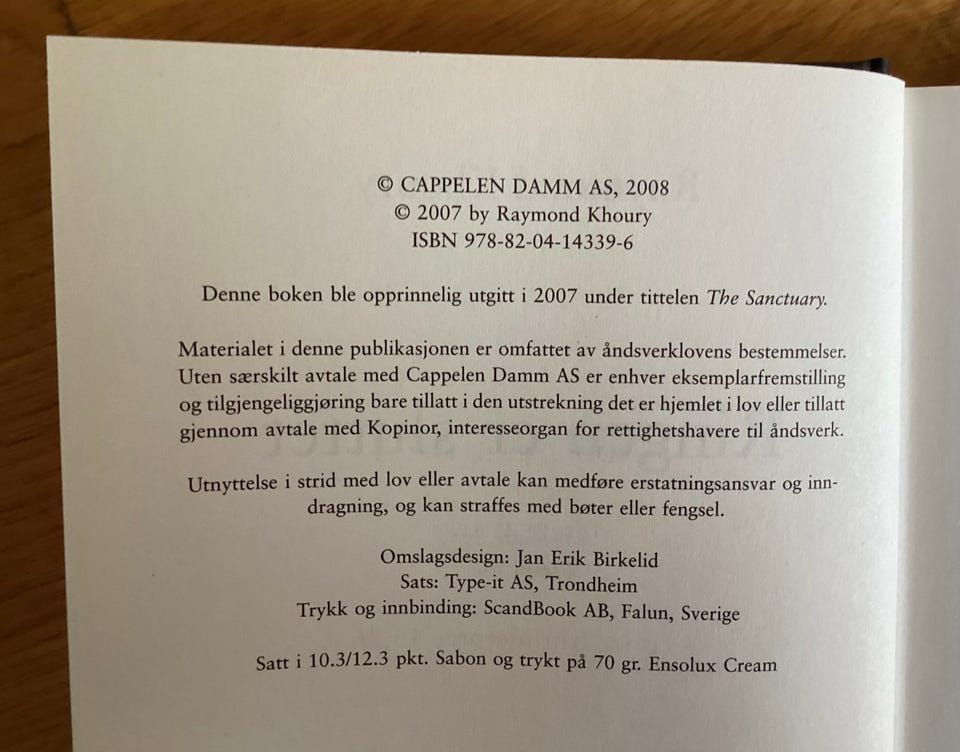 © CAPPELEN DAMM AS, 2008
© 2007 by Raymond Khoury
ISBN 978-82-04-14339-6
Denne boken ble opprinnelig utgitt i 2007 under tittelen The Sanctuary.
Materialet i denne publikasjonen er omfattet av åndsverklovens bestemmelser.
Uten særskilt avtale med Cappelen Damm AS er enhver eksemplarfremstilling
og tilgjengeliggjøring bare tillatt i den utstrekning det er hjemlet i lov eller tillatt
gjennom avtale med Kopinor, interesseorgan for rettighetshavere til åndsverk.
Utnyttelse i strid med lov eller avtale kan medføre erstatningsansvar og inn-
dragning, og kan straffes med bøter eller fengsel.
Omslagsdesign: Jan Erik Birkelid
Sats: Type-it AS, Trondheim
Trykk og innbinding: ScandBook AB, Falun, Sverige
Satt i 10.3/12.3 pkt. Sabon og trykt på 70 gr. Ensolux Cream